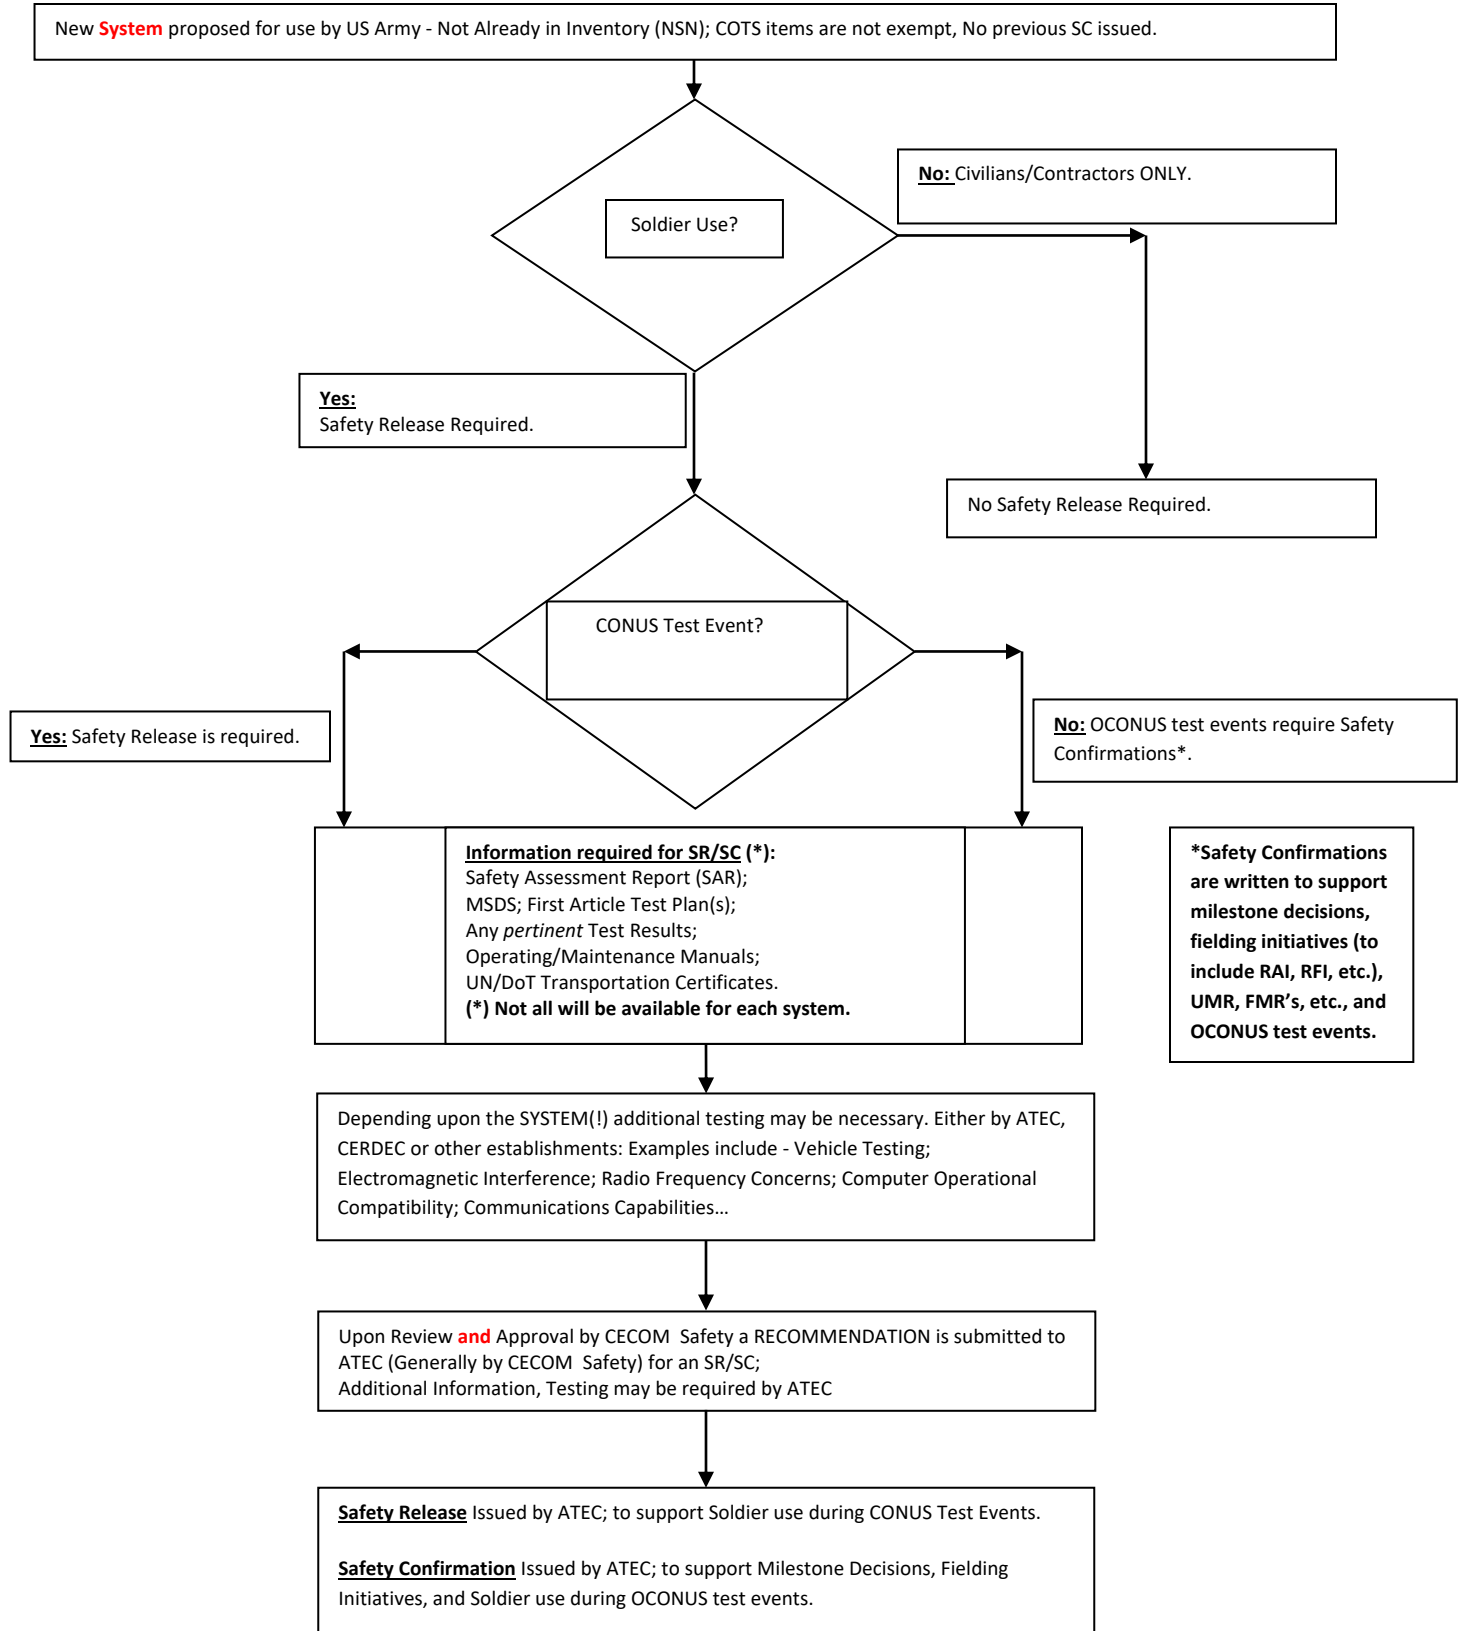 New System proposed for use by US Army - Not Already in Inventory (NSN); COTS items are not exempt, No previous SC issued.
No: Civilians/Contractors ONLY.
Soldier Use?
Yes:
Safety Release Required.
No Safety Release Required.
CONUS Test Event?
Yes: Safety Release is required.
No: OCONUS test events require Safety
Confirmations*.
Information required for SR/SC (*):
Safety Assessment Report (SAR);
MSDS; First Article Test Plan(s);
Any pertinent Test Results;
Operating/Maintenance Manuals;
UN/DoT Transportation Certificates.
(*) Not all will be available for each system.
*Safety Confirmations
are written to support
milestone decisions,
fielding initiatives (to
include RAI, RFI, etc.),
UMR, FMR’s, etc., and
OCONUS test events.
Depending upon the SYSTEM(!) additional testing may be necessary. Either by ATEC,
CERDEC or other establishments: Examples include - Vehicle Testing;
Electromagnetic Interference; Radio Frequency Concerns; Computer Operational
Compatibility; Communications Capabilities…
Upon Review and Approval by CECOM  Safety a RECOMMENDATION is submitted to
ATEC (Generally by CECOM  Safety) for an SR/SC;
Additional Information, Testing may be required by ATEC
Safety Release Issued by ATEC; to support Soldier use during CONUS Test Events.
Safety Confirmation Issued by ATEC; to support Milestone Decisions, Fielding
Initiatives, and Soldier use during OCONUS test events.